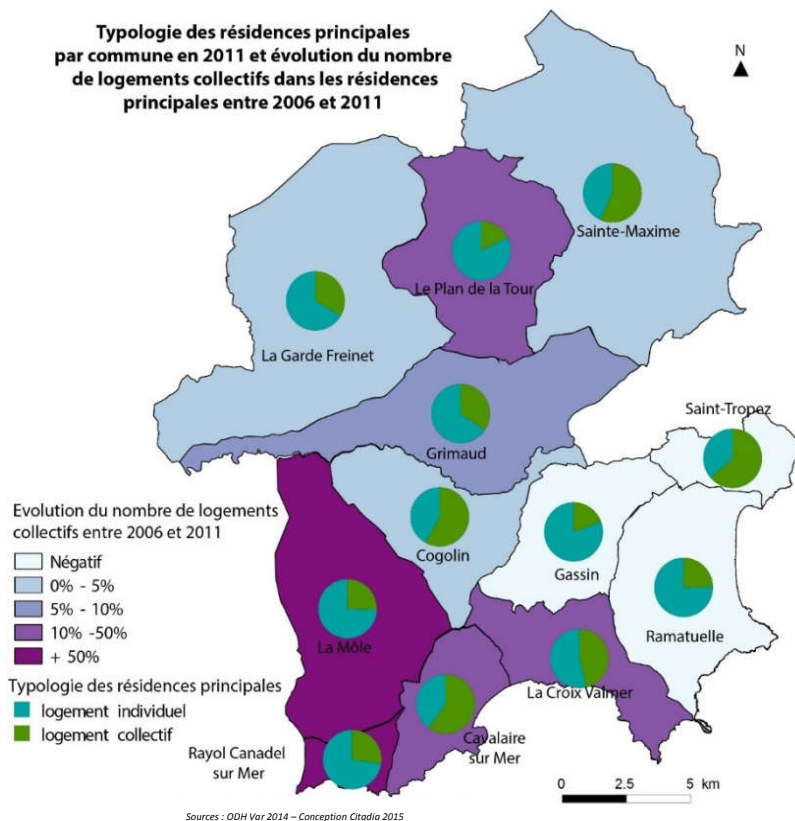 Typologie des résidences principales
par commune en 2011 et évolution du nombre
de logements collectifs dans les résidences
principales entre 2006 et 2011
N
Sainte-Maxime
Le Plan de la Tour
La Garde Freinet
Saint-Tropez
Grimaud
Evolution du nombre de logements
collectifs entre 2006 et 2011
Négatif
0% - 5%
5% - 10%
10% -50%
+ 50%
Cogolin
Gassin
Ramatuelle
La Môle
La Croix Valmer
Typologie des résidences principales
logement individuel
logement collectif
Cavalaire
sur Mer
Rayol Canadel
sur Mer
0 2.5 5 km
Sources : ODH Var 2014 – Conception Citadia 2015